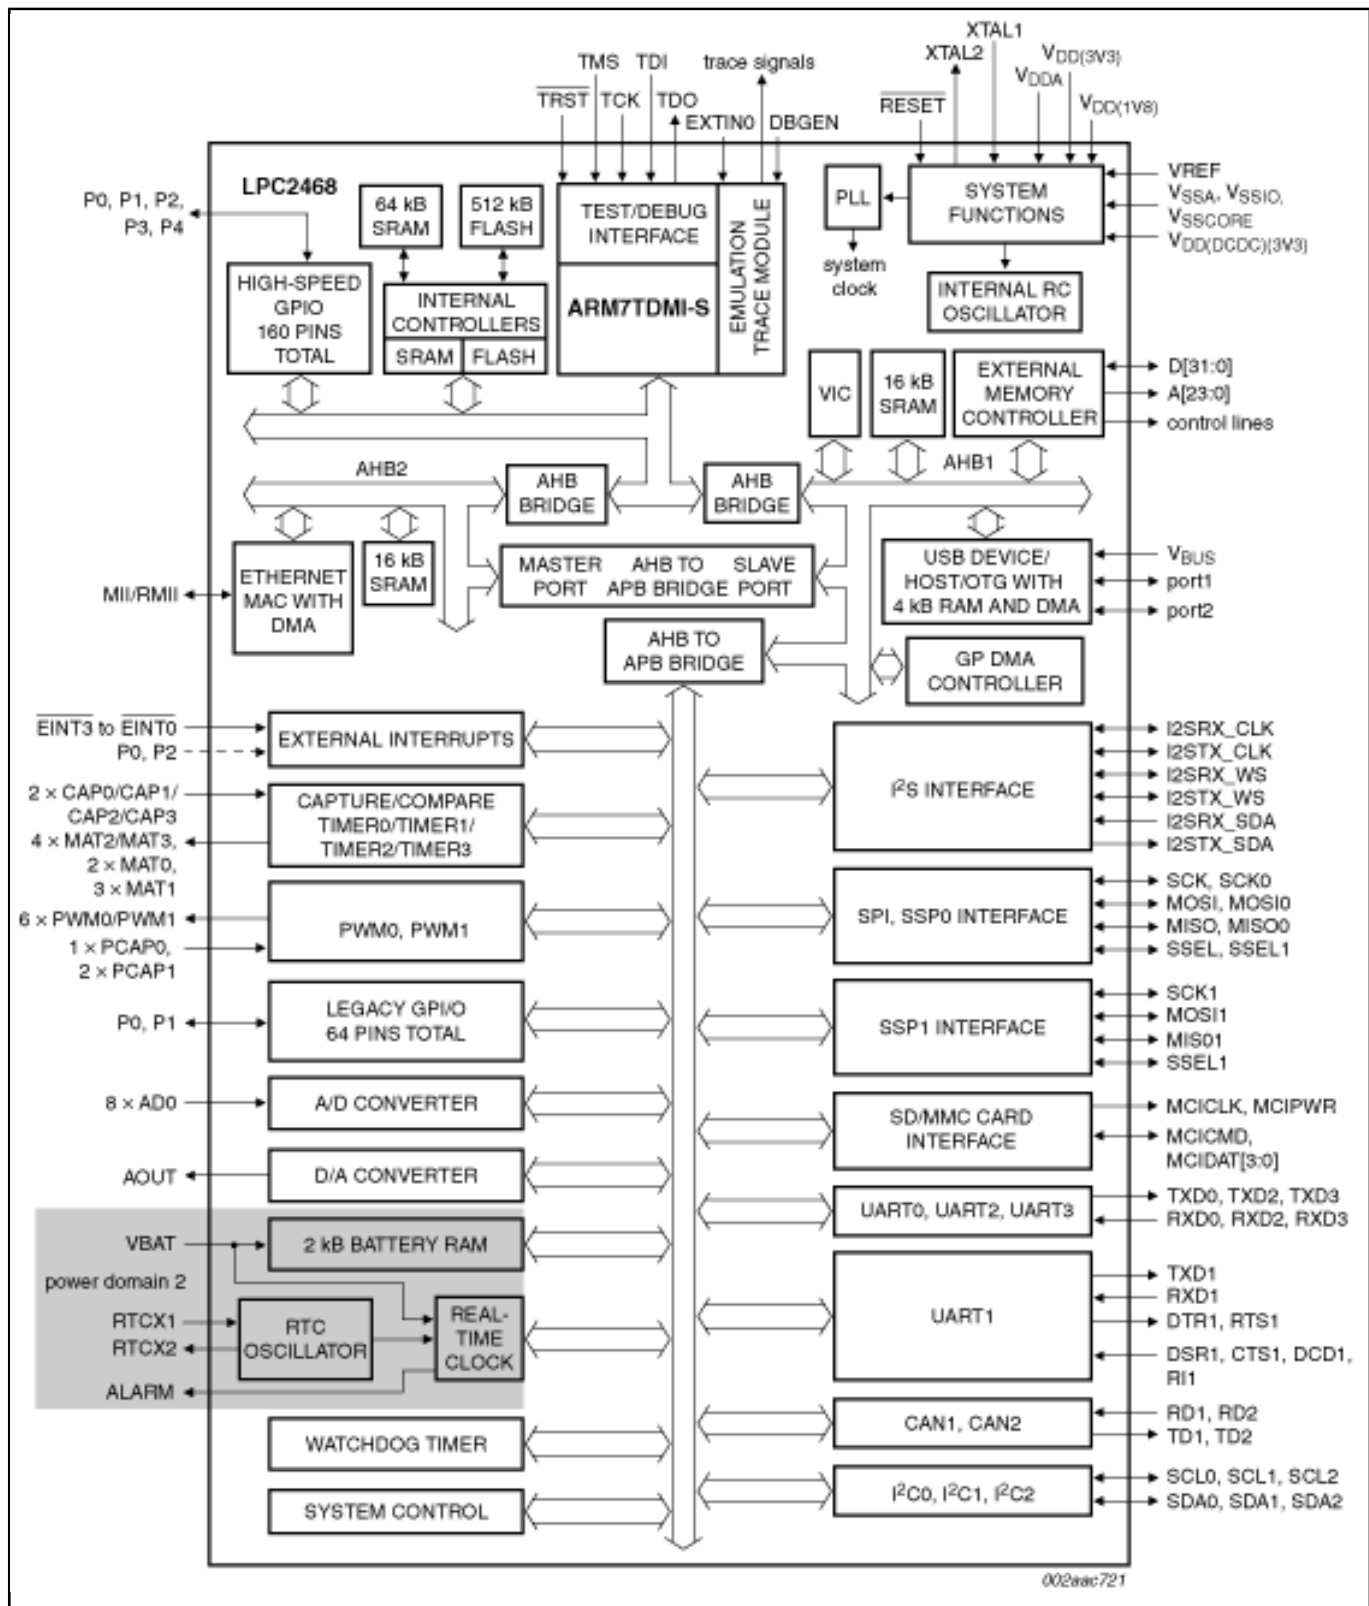 XTAL1
XTAL2
VDD(3V3)
VDDA
VDD(1V8)
TMS
TDI
trace signals
TRST
TCK
TDO
EXTIN0
DBGEN
RESET
LPC2468
P0, P1, P2,
P3, P4
64 kB
SRAM
512 kB
FLASH
TEST/DEBUG
INTERFACE
EMULATION
TRACE MODULE
PLL
system
clock
SYSTEM
FUNCTIONS
VREF
VSSA, VSSIO,
VSSCORE
VDD(DCDC)(3V3)
HIGH-SPEED
GPIO
160 PINS
TOTAL
INTERNAL
CONTROLLERS
SRAM
FLASH
ARM7TDMI-S
INTERNAL RC
OSCILLATOR
VIC
16 kB
SRAM
EXTERNAL
MEMORY
CONTROLLER
D[31:0]
A[23:0]
control lines
AHB2
AHB
BRIDGE
AHB
BRIDGE
AHB1
ETHERNET
MAC WITH
DMA
MII/RMII
16 kB
SRAM
MASTER
PORT
AHB TO
APB BRIDGE
SLAVE
PORT
USB DEVICE/
HOST/OTG WITH
4 kB RAM AND DMA
VBUS
port1
port2
AHB TO
APB BRIDGE
GP DMA
CONTROLLER
EINT3 to EINT0
P0, P2
EXTERNAL INTERRUPTS
I2S INTERFACE
I2SRX_CLK
I2STX_CLK
I2SRX_WS
I2STX_WS
I2SRX_SDA
I2STX_SDA
2 × CAP0/CAP1/
CAP2/CAP3
4 × MAT2/MAT3,
2 × MAT0,
3 × MAT1
CAPTURE/COMPARE
TIMER0/TIMER1/
TIMER2/TIMER3
6 × PWM0/PWM1
1 × PCAP0,
2 × PCAP1
PWM0, PWM1
SPI, SSP0 INTERFACE
SCK, SCK0
MOSI, MOSI0
MISO, MISO0
SSEL, SSEL1
P0, P1
LEGACY GPI/O
64 PINS TOTAL
SSP1 INTERFACE
SCK1
MOSI1
MIS01
SSEL1
8 × AD0
A/D CONVERTER
SD/MMC CARD
INTERFACE
MCICLK, MCIPWR
MCICMD,
MCIDAT[3:0]
AOUT
D/A CONVERTER
UART0, UART2, UART3
TXD0, TXD2, TXD3
RXD0, RXD2, RXD3
VBAT
2 kB BATTERY RAM
power domain 2
RTCX1
RTCX2
RTC
OSCILLATOR
REAL-
TIME
CLOCK
ALARM
UART1
TXD1
RXD1
DTR1, RTS1
DSR1, CTS1, DCD1,
RI1
WATCHDOG TIMER
CAN1, CAN2
RD1, RD2
TD1, TD2
SYSTEM CONTROL
I2C0, I2C1, I2C2
SCL0, SCL1, SCL2
SDA0, SDA1, SDA2
002aac721